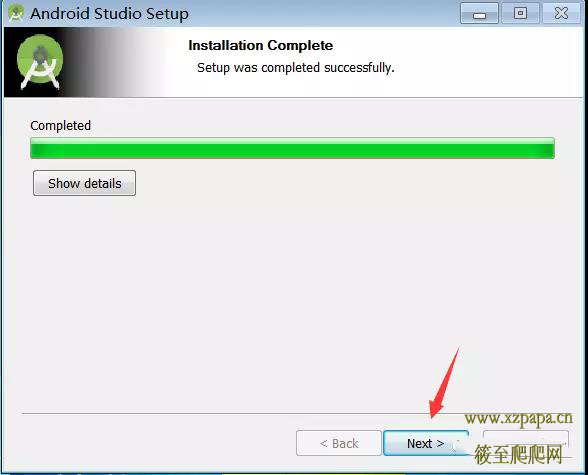 Android Studio Setup
Installation Complete
Setup was completed successfully.
Completed
Show details
< Back
Next >
www.xzpapa.cn
筱至爬爬网